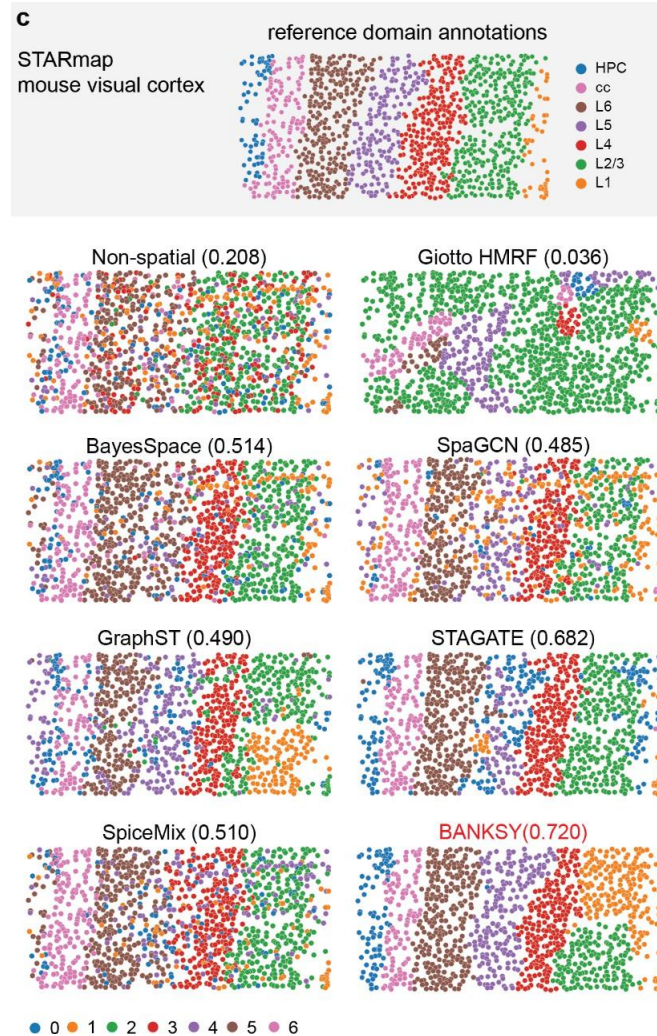 c
reference domain annotations
STARmap
mouse visual cortex
HPC
cc
L6
L5
L4
L2/3
L1
Non-spatial (0.208)
Giotto HMRF (0.036)
BayesSpace (0.514)
SpaGCN (0.485)
GraphST (0.490)
STAGATE (0.682)
SpiceMix (0.510)
BANKSY(0.720)
0 1 2 3 4 5 6